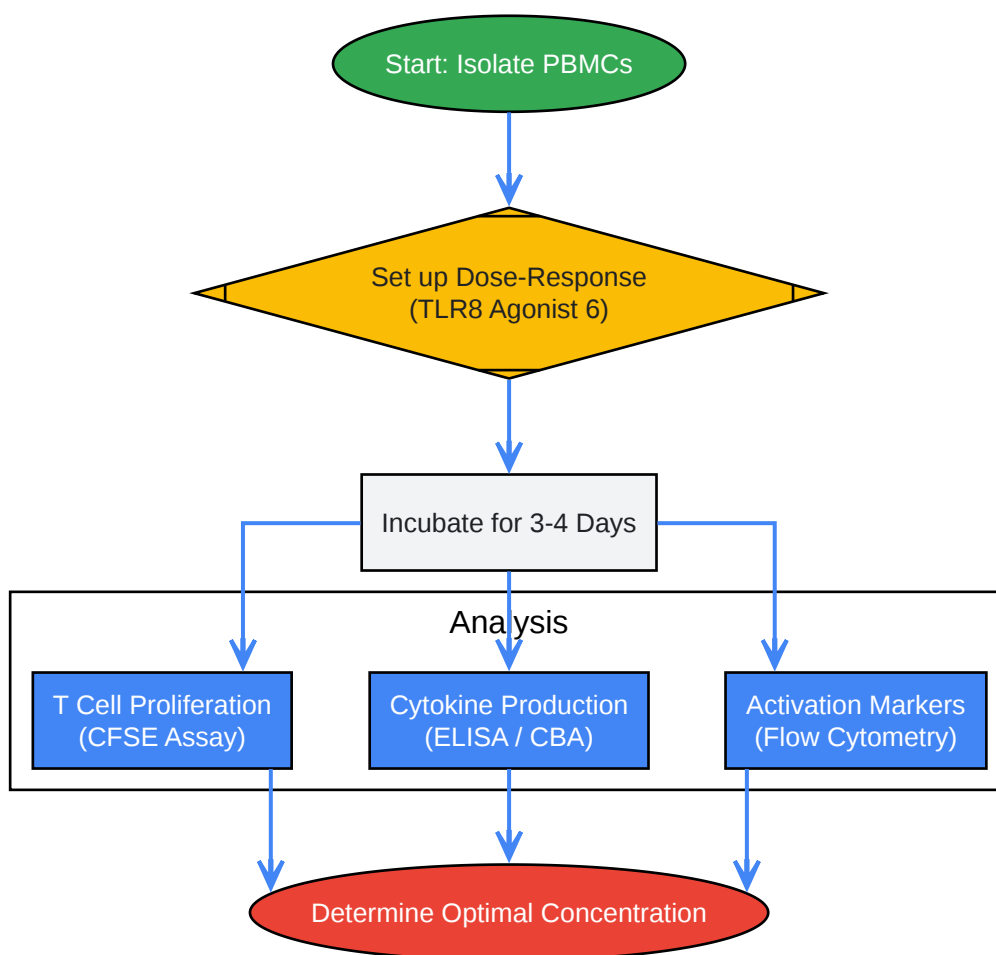 Start: Isolate PBMCs
Set up Dose-Response
(TLR8 Agonist 6)
Incubate for 3-4 Days
Analysis
T Cell Proliferation
(CFSE Assay)
Cytokine Production
(ELISA / CBA)
Activation Markers
(Flow Cytometry)
Determine Optimal Concentration